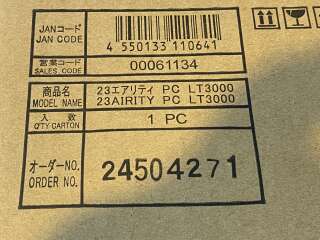 JANコード
JAN CODE
4 550133 110641
営業コード
SALES. CODE
00061134
商品名
MODEL NAME
23エアリティ PC LT3000
23AIRITY PC LT3000
入 数
Q'TY-CARTON
1 PC
オーダーNO.
ORDER NO.
24504271